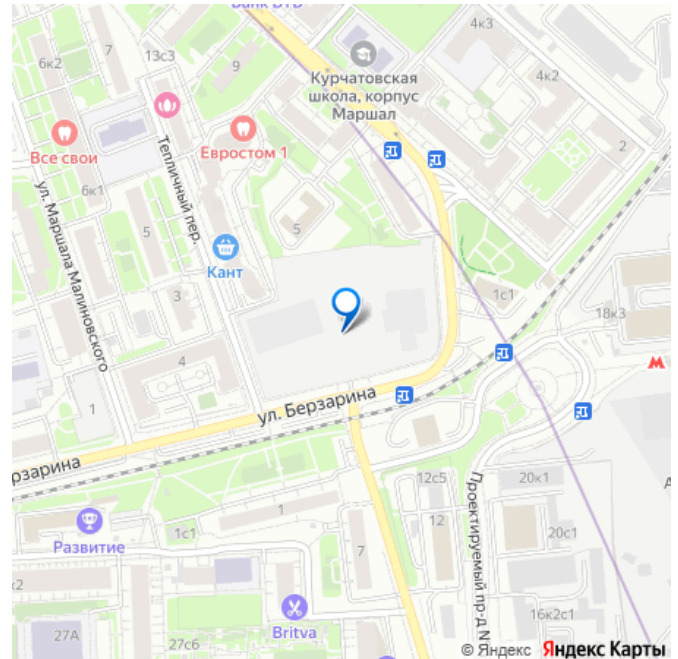 Bank ВТБ
4к3
6к2
7
13с3
9
Курчатовская
школа, корпус
Маршал
4к2
2
Все свои
Евростом 1
Тепличный пер.
6к1
ул. Маршала Малиновского
5
5
Кант
3
1с1
18к3
4
1
ул. Берзарина
рзарина
12с5
20к1
1с1
1
12
20с1
Развитие
Проектируемый пр-д N
7
к2
16к2с1
Britva
27А
27с6
© Яндекс Яндекс Карты